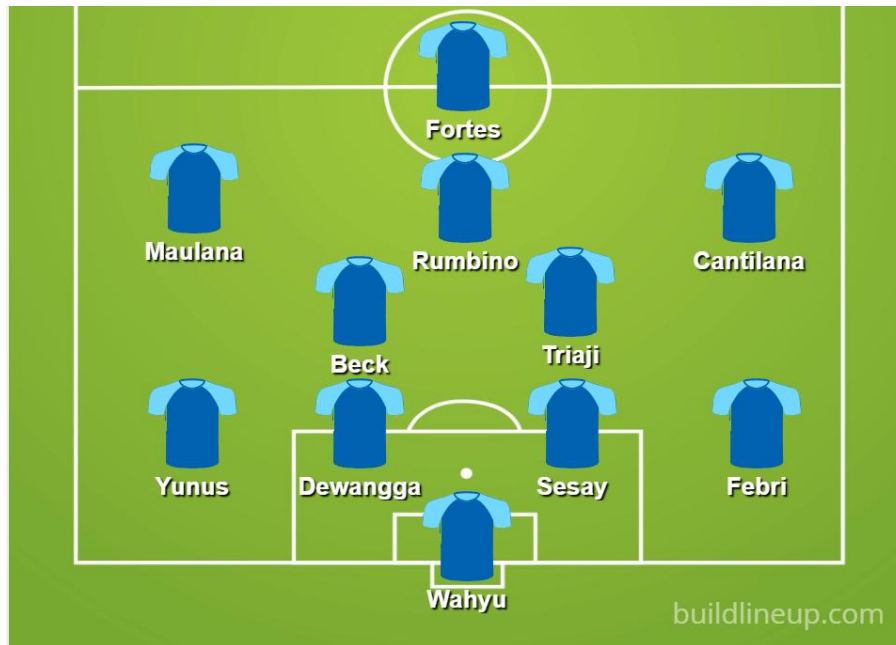 Fortes
Maulana
Rumbino
Cantilana
Beck
Triaji
Yunus
Dewangga
Sesay
Febri
Wahyu
buildlineup.com